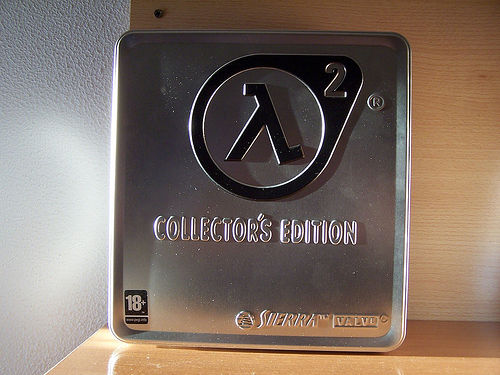 λ 2 ®
COLLECTOR'S EDITION
18+
SIERRA™ VALVE©